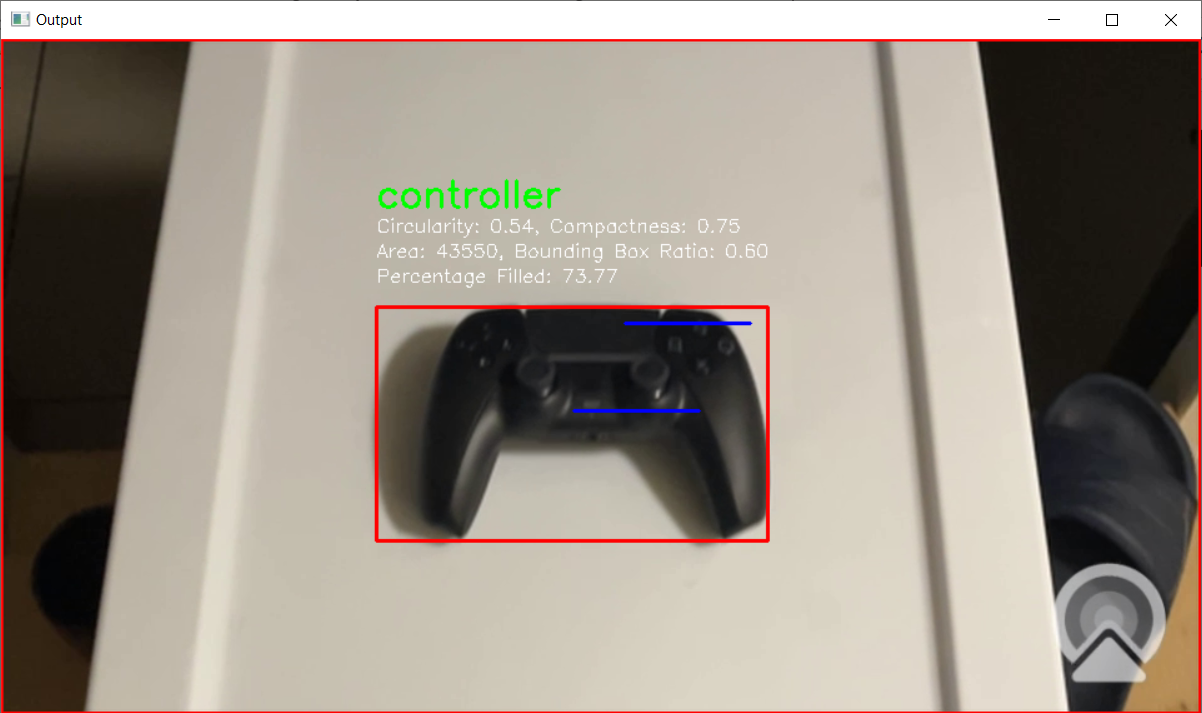 Output
controller
Circularity: 0.54, Compactness: 0.75
Area: 43550, Bounding Box Ratio: 0.60
Percentage Filled: 73.77